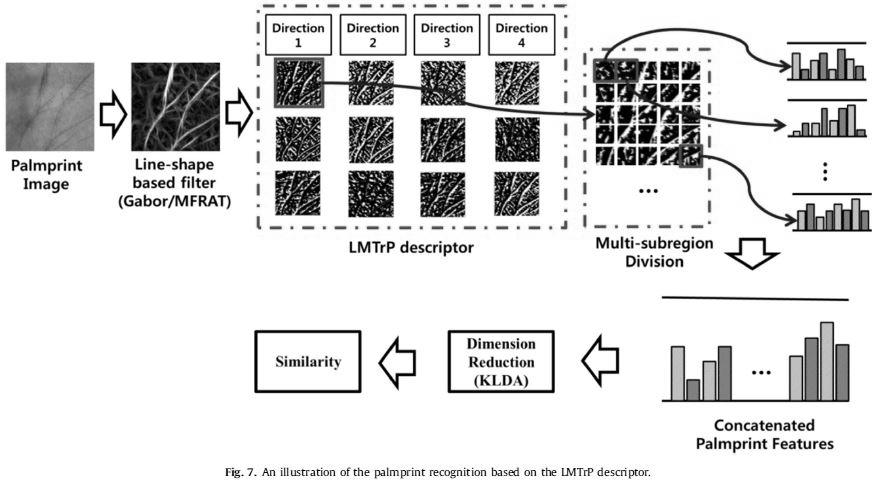 Direction
1
Direction
2
Direction
3
Direction
4
Palmprint
Image
Line-shape
based filter
(Gabor/MFRAT)
LMTrP descriptor
...
Multi-subregion
Division
Similarity
Dimension
Reduction
(KLDA)
...
Concatenated
Palmprint Features
Fig. 7. An illustration of the palmprint recognition based on the LMTrP descriptor.